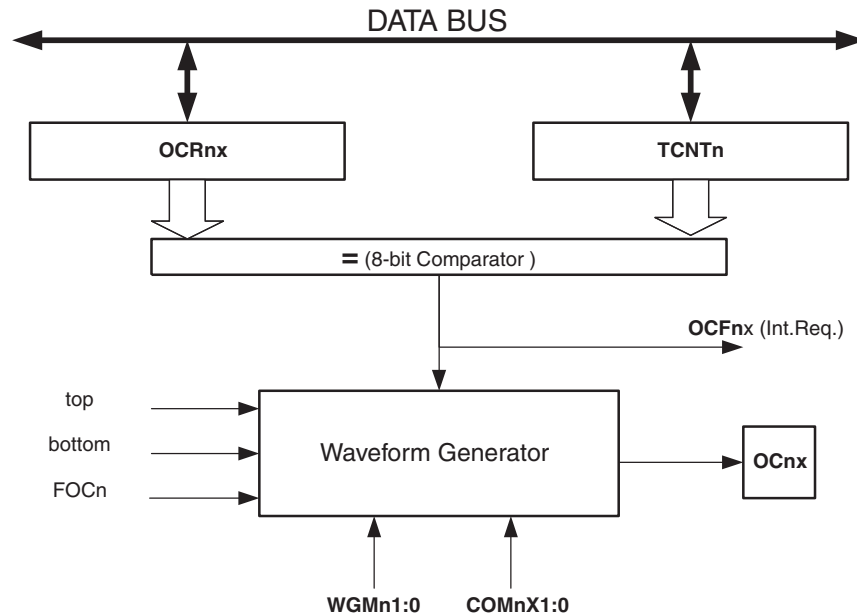 DATA BUS
OCRnx
TCNTn
= (8-bit Comparator )
OCFnx (Int.Req.)
top
bottom
FOCn
Waveform Generator
OCnx
WGMn1:0
COMnX1:0